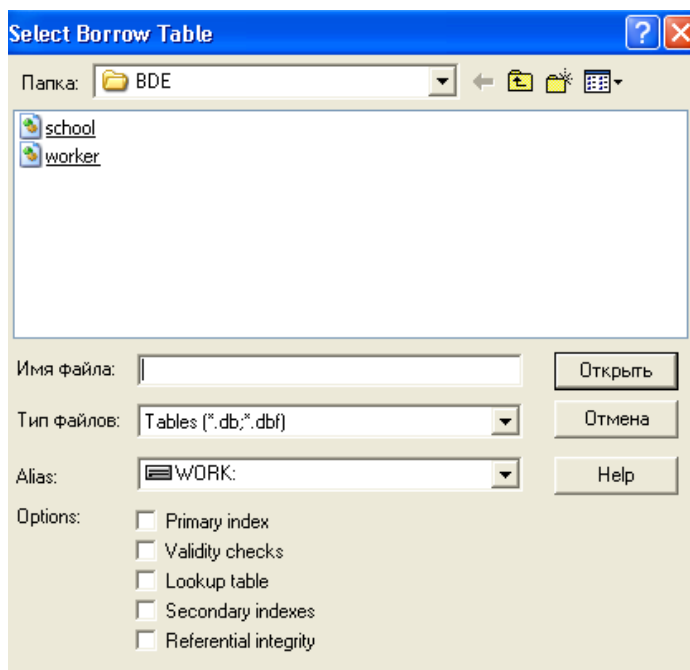 Select Borrow Table
Папка: BDE
school
worker
Имя файла:
Открыть
Тип файлов: Tables (*.db;*.dbf)
Отмена
Alias: WORK:
Help
Options:
Primary index
Validity checks
Lookup table
Secondary indexes
Referential integrity